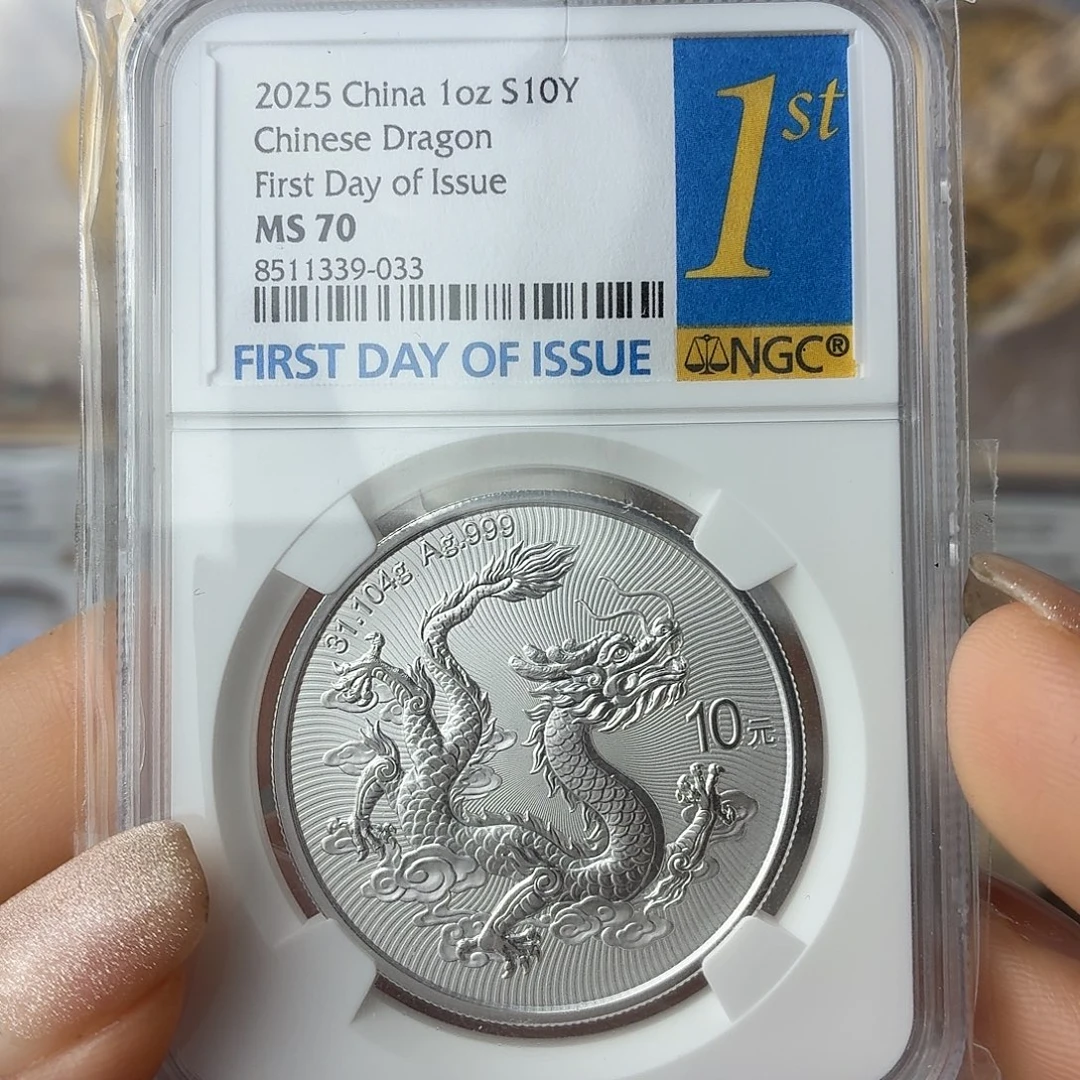 2025 China 1oz S10Y
Chinese Dragon
First Day of Issue
MS 70
8511339-033
FIRST DAY OF ISSUE
1st
NGC®
31.104g Ag.999
10元